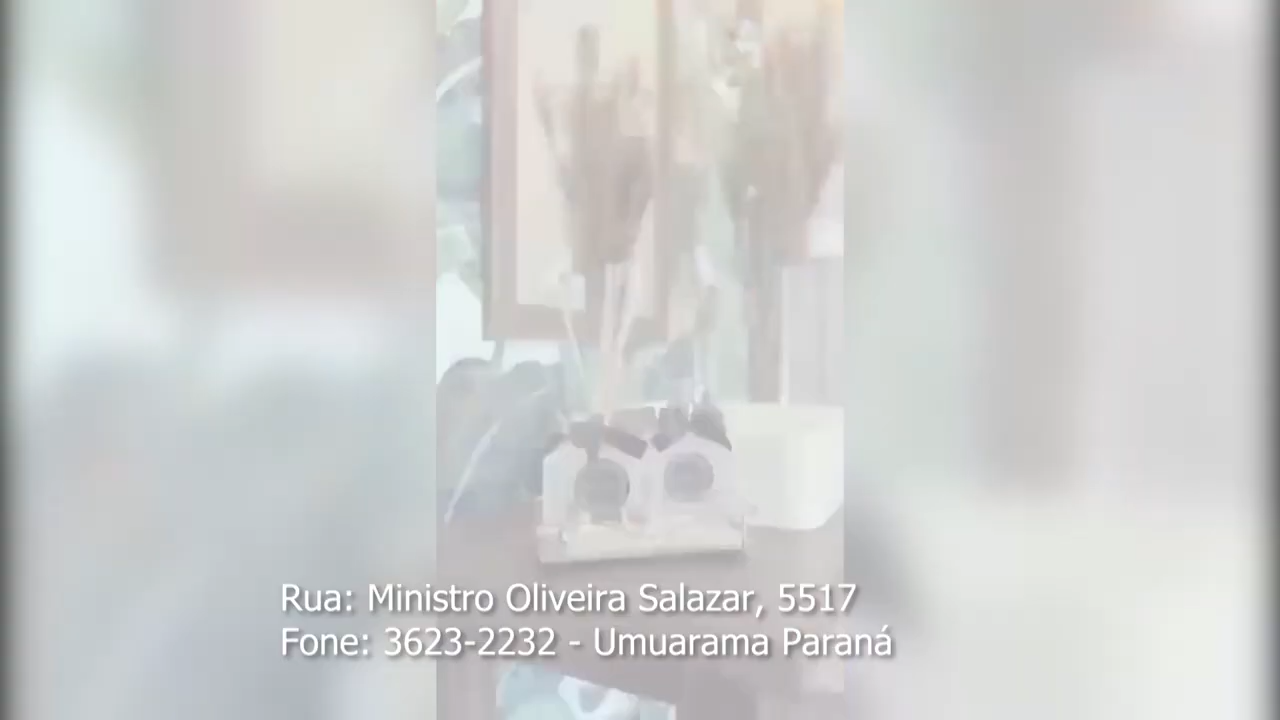 Rua: Ministro Oliveira Salazar, 5517
Fone: 3623-2232 - Umuarama Paraná